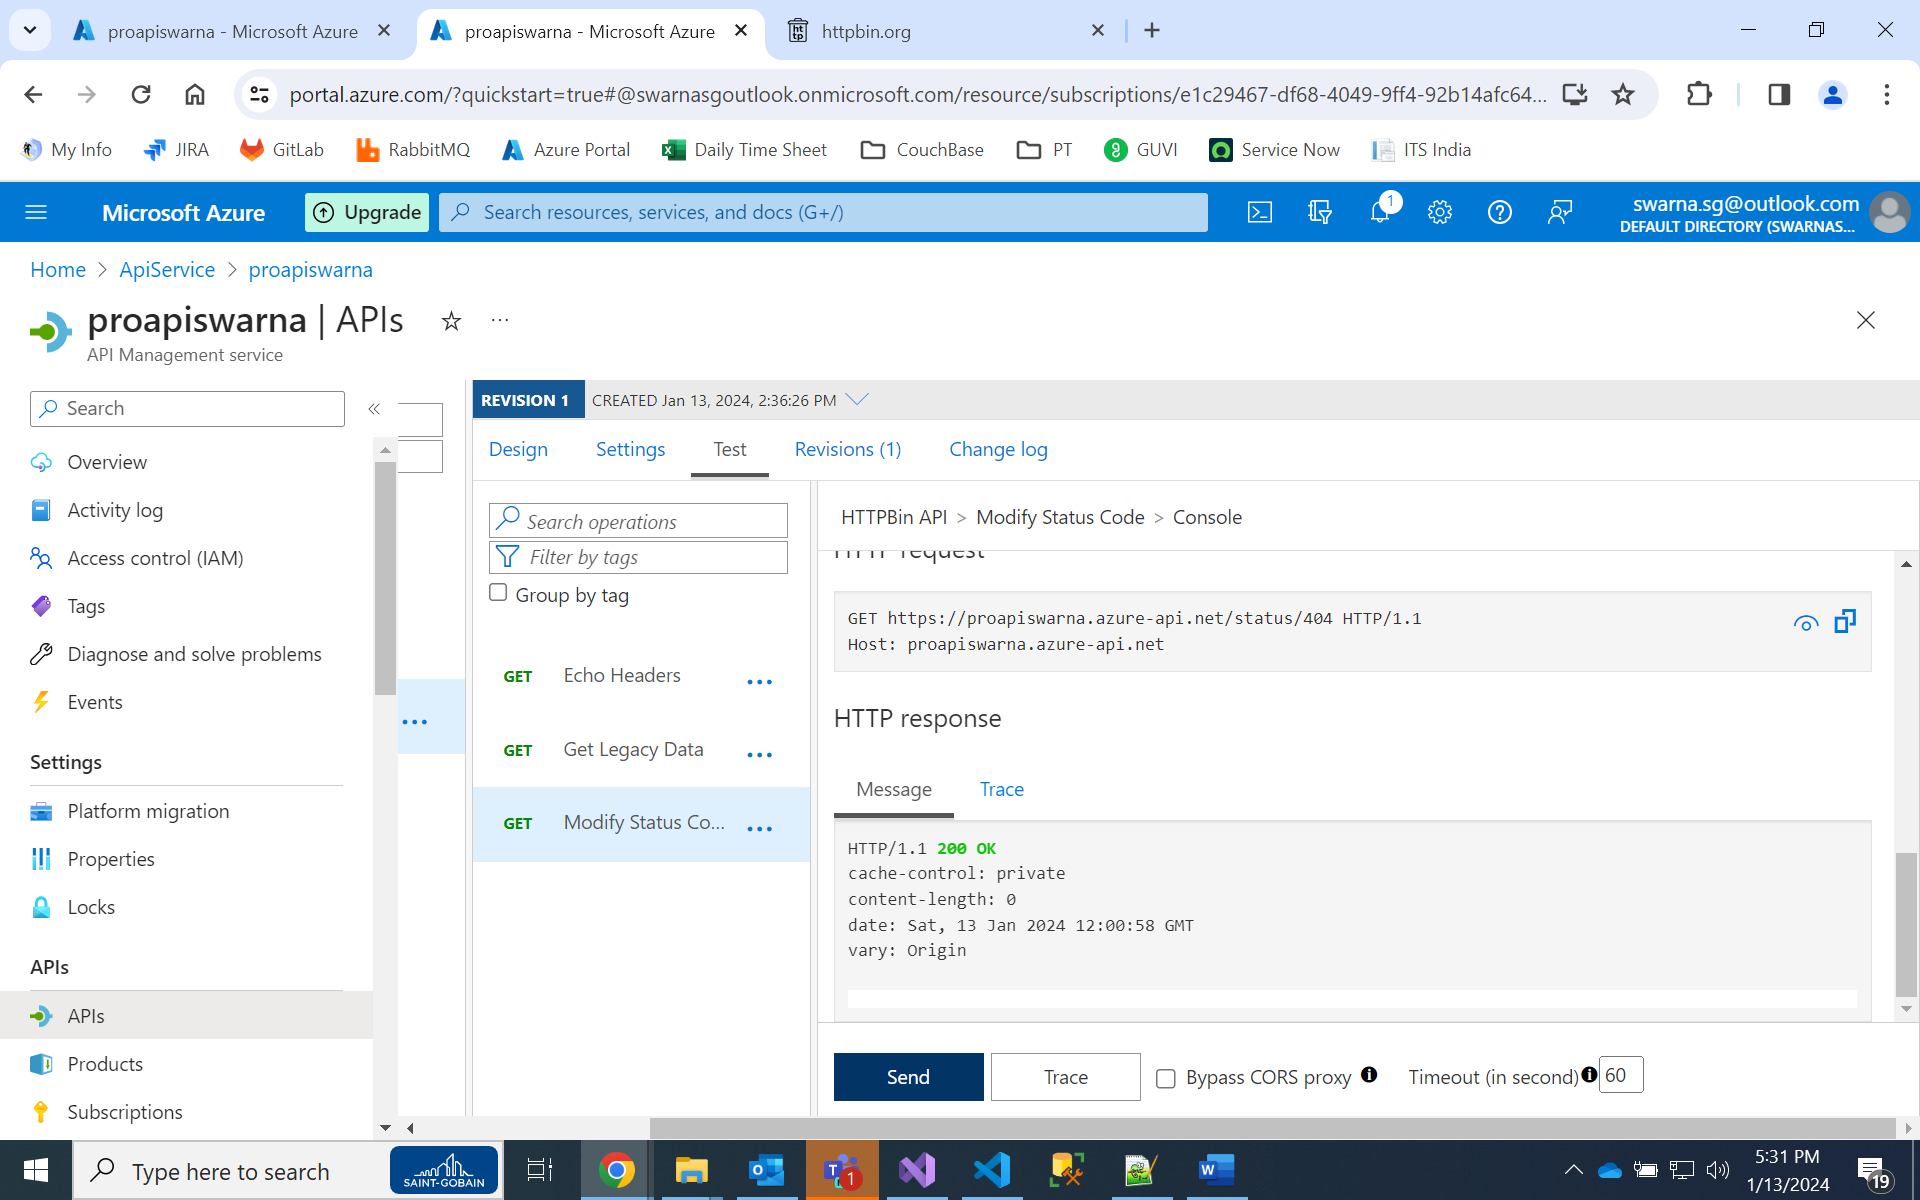 proapiswarna - Microsoft Azure
proapiswarna - Microsoft Azure
httpbin.org
portal.azure.com/?quickstart=true#@swarnasgoutlook.onmicrosoft.com/resource/subscriptions/e1c29467-df68-4049-9ff4-92b14afc64...
My Info
JIRA
GitLab
RabbitMQ
Azure Portal
Daily Time Sheet
CouchBase
PT
GUVI
Service Now
ITS India
Microsoft Azure
Upgrade
Search resources, services, and docs (G+/)
1
swarna.sg@outlook.com
DEFAULT DIRECTORY (SWARNAS...
Home > ApiService > proapiswarna
proapiswarna | APIs
...
API Management service
Search
«
Overview
Activity log
Access control (IAM)
Tags
Diagnose and solve problems
Events
Settings
Platform migration
Properties
Locks
APIs
APIs
Products
Subscriptions
REVISION 1
CREATED Jan 13, 2024, 2:36:26 PM
Design
Settings
Test
Revisions (1)
Change log
Search operations
Filter by tags
Group by tag
GET Echo Headers ...
GET Get Legacy Data ...
GET Modify Status Co... ...
HTTPBin API > Modify Status Code > Console
HTTP request
GET https://proapiswarna.azure-api.net/status/404 HTTP/1.1
Host: proapiswarna.azure-api.net
HTTP response
Message
Trace
HTTP/1.1 200 OK
cache-control: private
content-length: 0
date: Sat, 13 Jan 2024 12:00:58 GMT
vary: Origin
Send
Trace
Bypass CORS proxy
Timeout (in second)
60
Type here to search
SAINT-GOBAIN
1
5:31 PM
1/13/2024
19